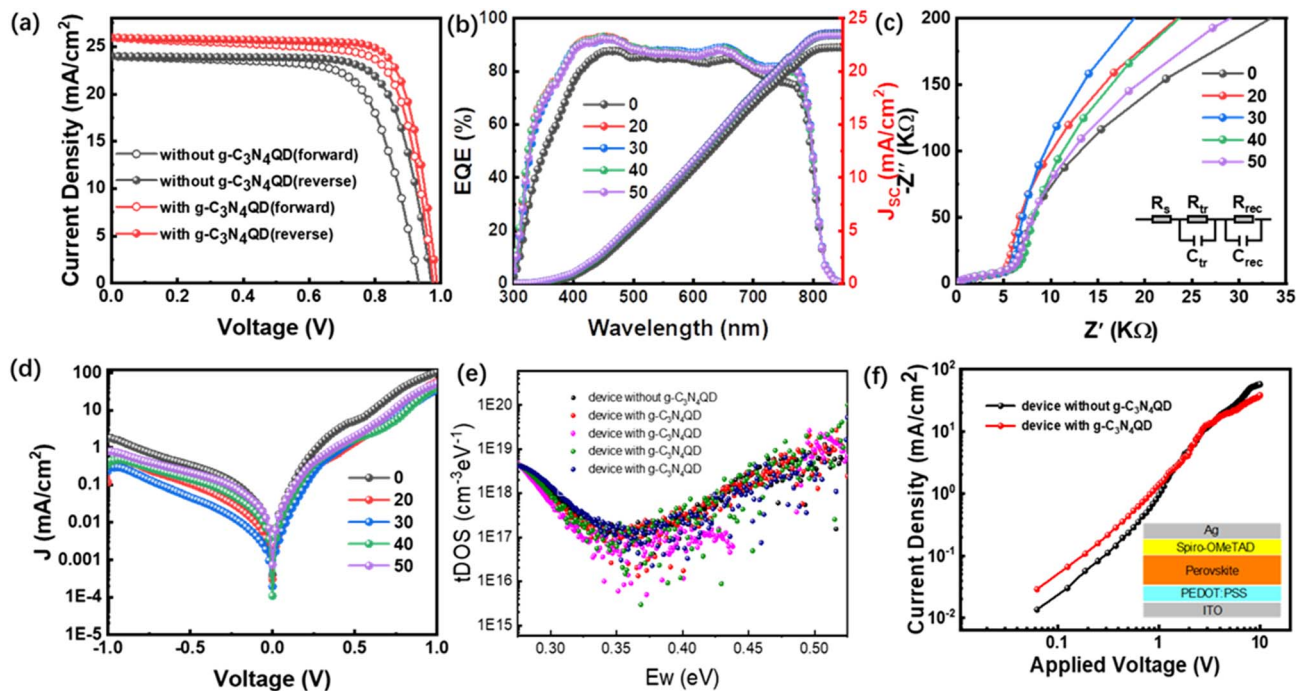 (a)
Current Density (mA/cm²)
25
20
15
10
5
0
without g-C₃N₄QD(forward)
without g-C₃N₄QD(reverse)
with g-C₃N₄QD(forward)
with g-C₃N₄QD(reverse)
0.0 0.2 0.4 0.6 0.8 1.0
Voltage (V)
(b)
EQE (%)
100
80
60
40
20
0
0
20
30
40
50
25
20
15
10
5
0
J_SC (mA/cm²)
300 400 500 600 700 800
Wavelength (nm)
(c)
-Z'' (KΩ)
200
150
100
50
0
0
20
30
40
50
R_s R_tr R_rec
C_tr C_rec
0 5 10 15 20 25 30 35
Z' (KΩ)
(d)
J (mA/cm²)
100
10
1
0.1
0.01
0.001
1E-4
1E-5
0
20
30
40
50
-1.0 -0.5 0.0 0.5 1.0
Voltage (V)
(e)
tDOS (cm⁻³eV⁻¹)
1E20
1E19
1E18
1E17
1E16
1E15
device without g-C₃N₄QD
device with g-C₃N₄QD
device with g-C₃N₄QD
device with g-C₃N₄QD
device with g-C₃N₄QD
0.30 0.35 0.40 0.45 0.50
Ew (eV)
(f)
Current Density (mA/cm²)
10²
10¹
10⁰
10⁻¹
10⁻²
device without g-C₃N₄QD
device with g-C₃N₄QD
Ag
Spiro-OMeTAD
Perovskite
PEDOT:PSS
ITO
0.1 1 10
Applied Voltage (V)